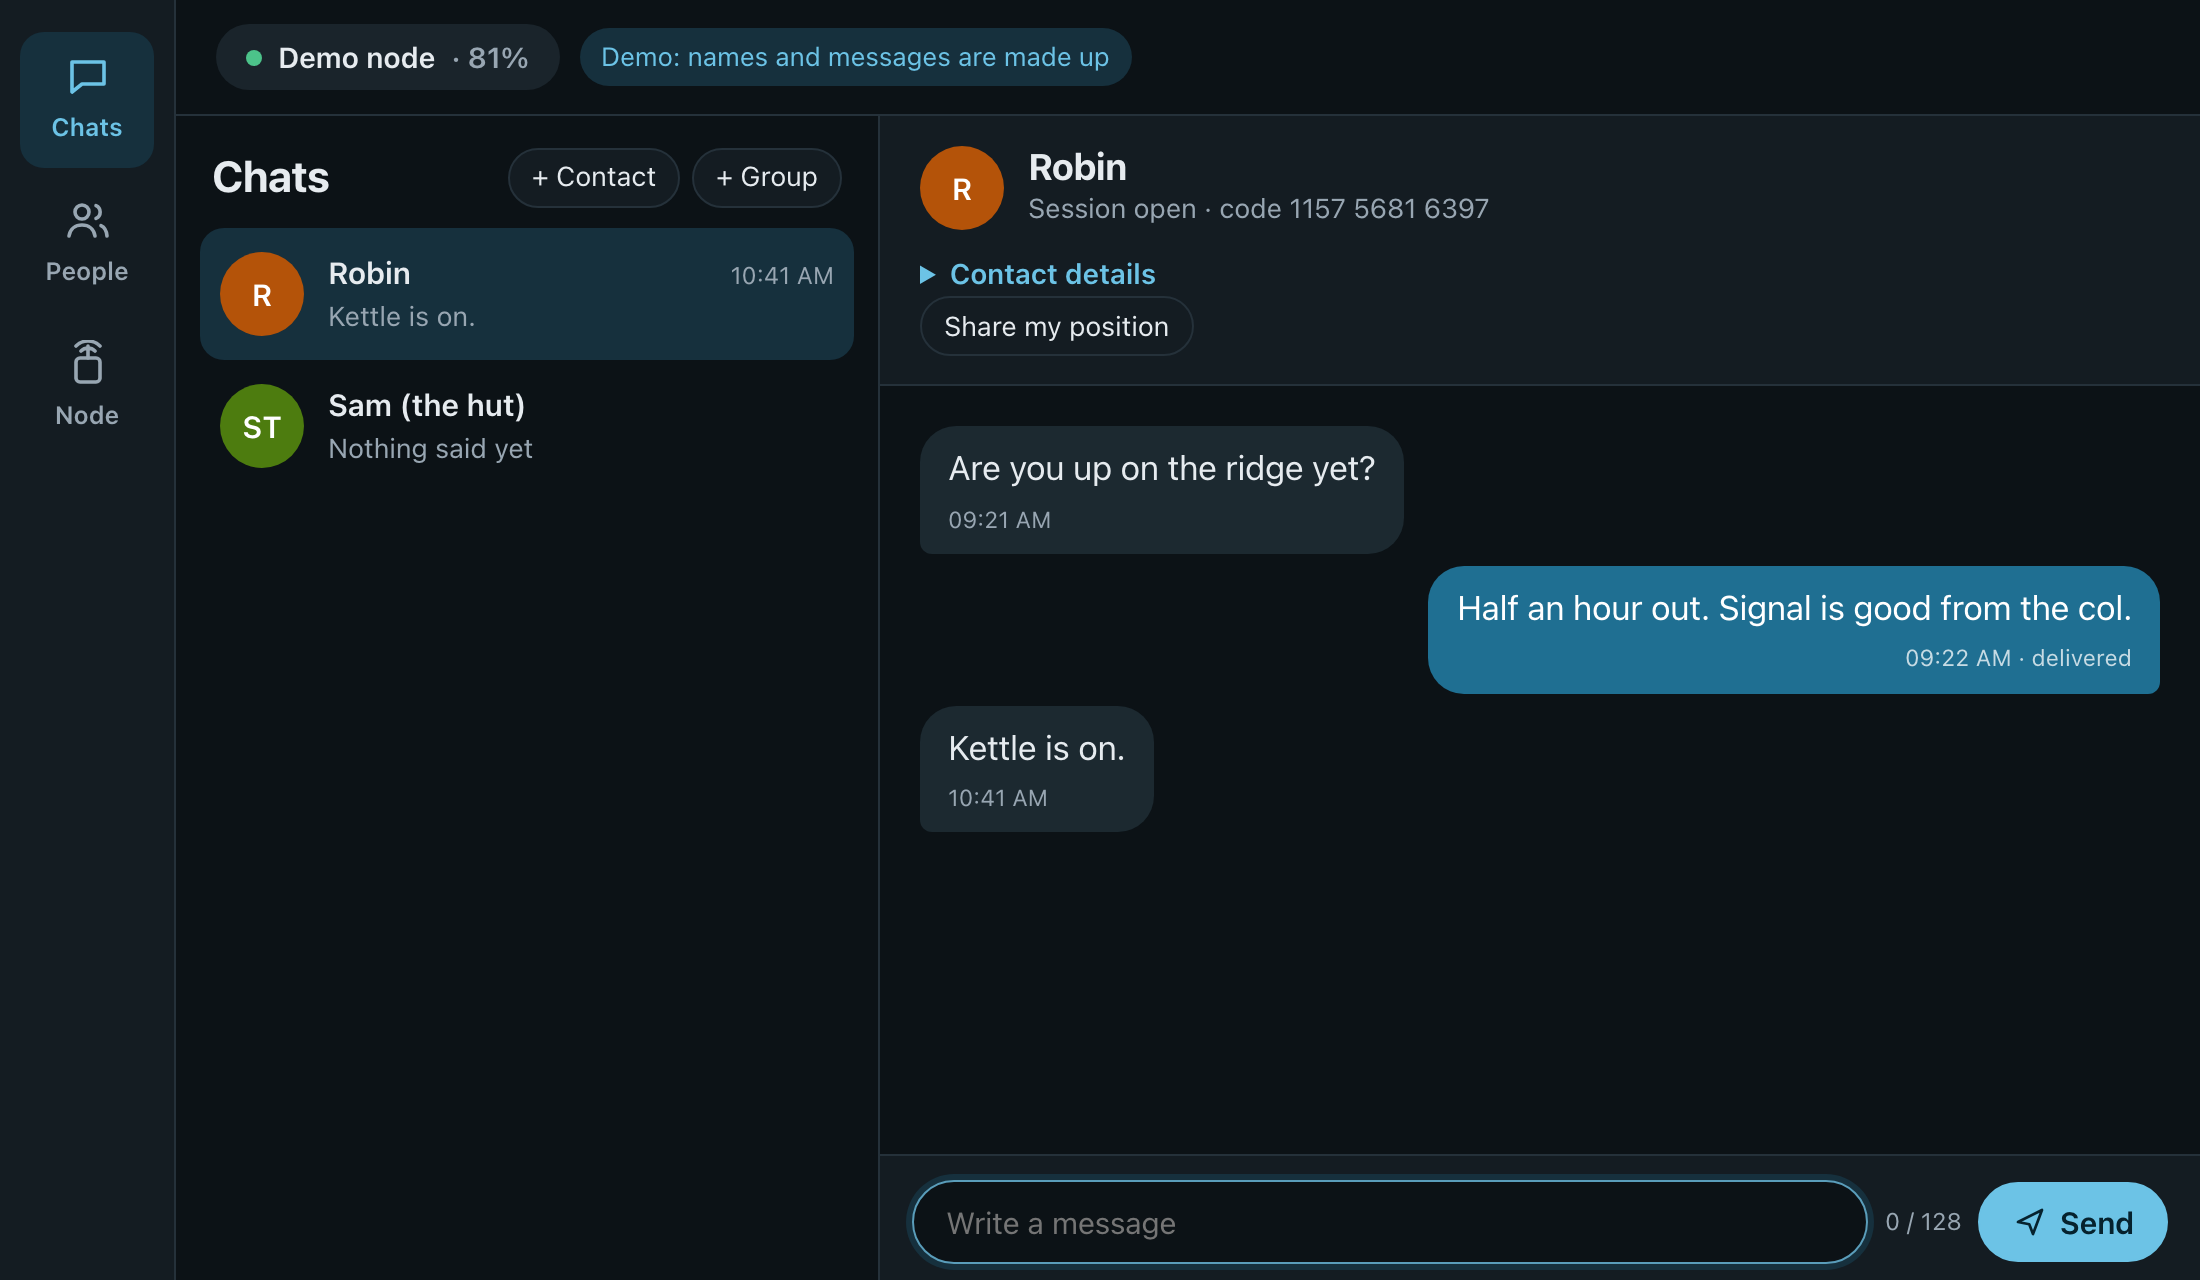 Chats
People
Node
Demo node · 81%
Demo: names and messages are made up
Chats
+ Contact
+ Group
R
Robin
10:41 AM
Kettle is on.
ST
Sam (the hut)
Nothing said yet
R
Robin
Session open · code 1157 5681 6397
Contact details
Share my position
Are you up on the ridge yet?
09:21 AM
Half an hour out. Signal is good from the col.
09:22 AM · delivered
Kettle is on.
10:41 AM
Write a message
0 / 128
Send